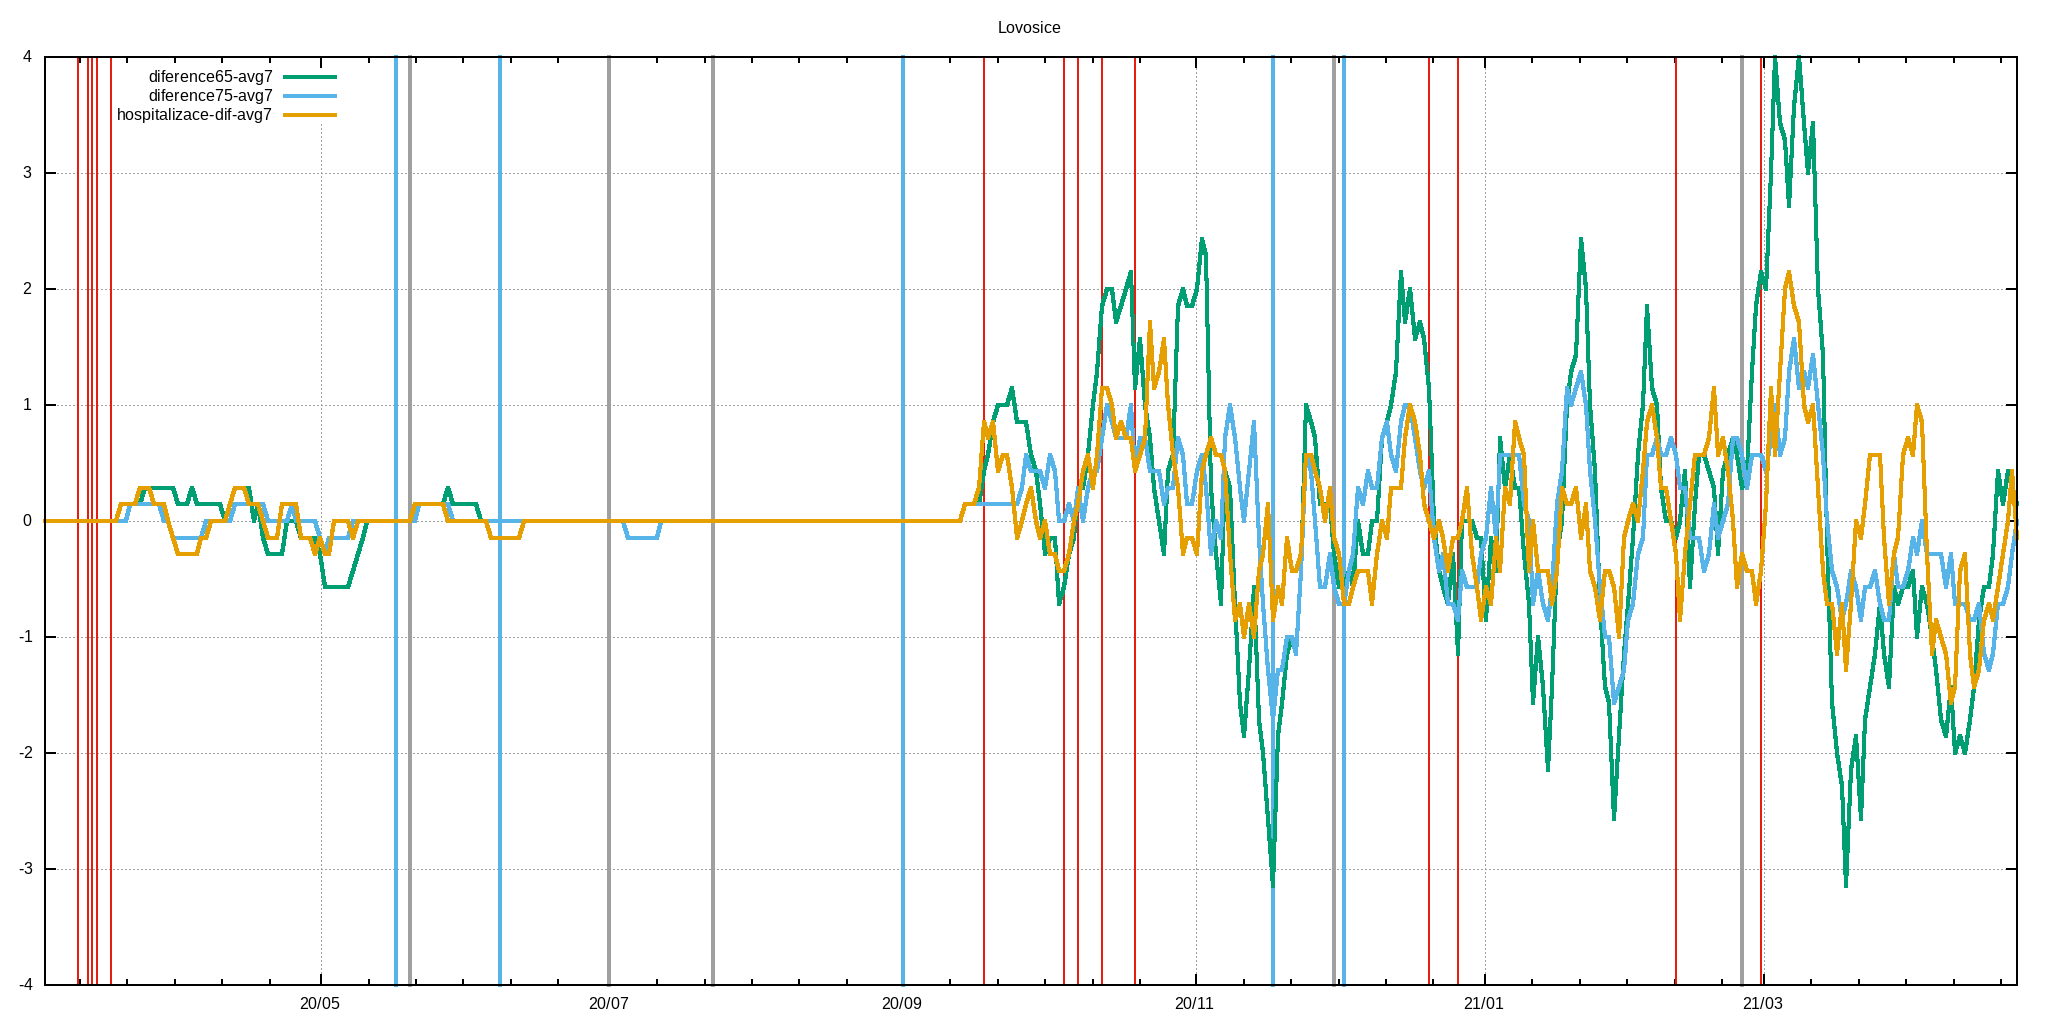 Lovosice
diference65-avg7
diference75-avg7
hospitalizace-dif-avg7
4
3
2
1
0
-1
-2
-3
-4
20/05 20/07 20/09 20/11 21/01 21/03